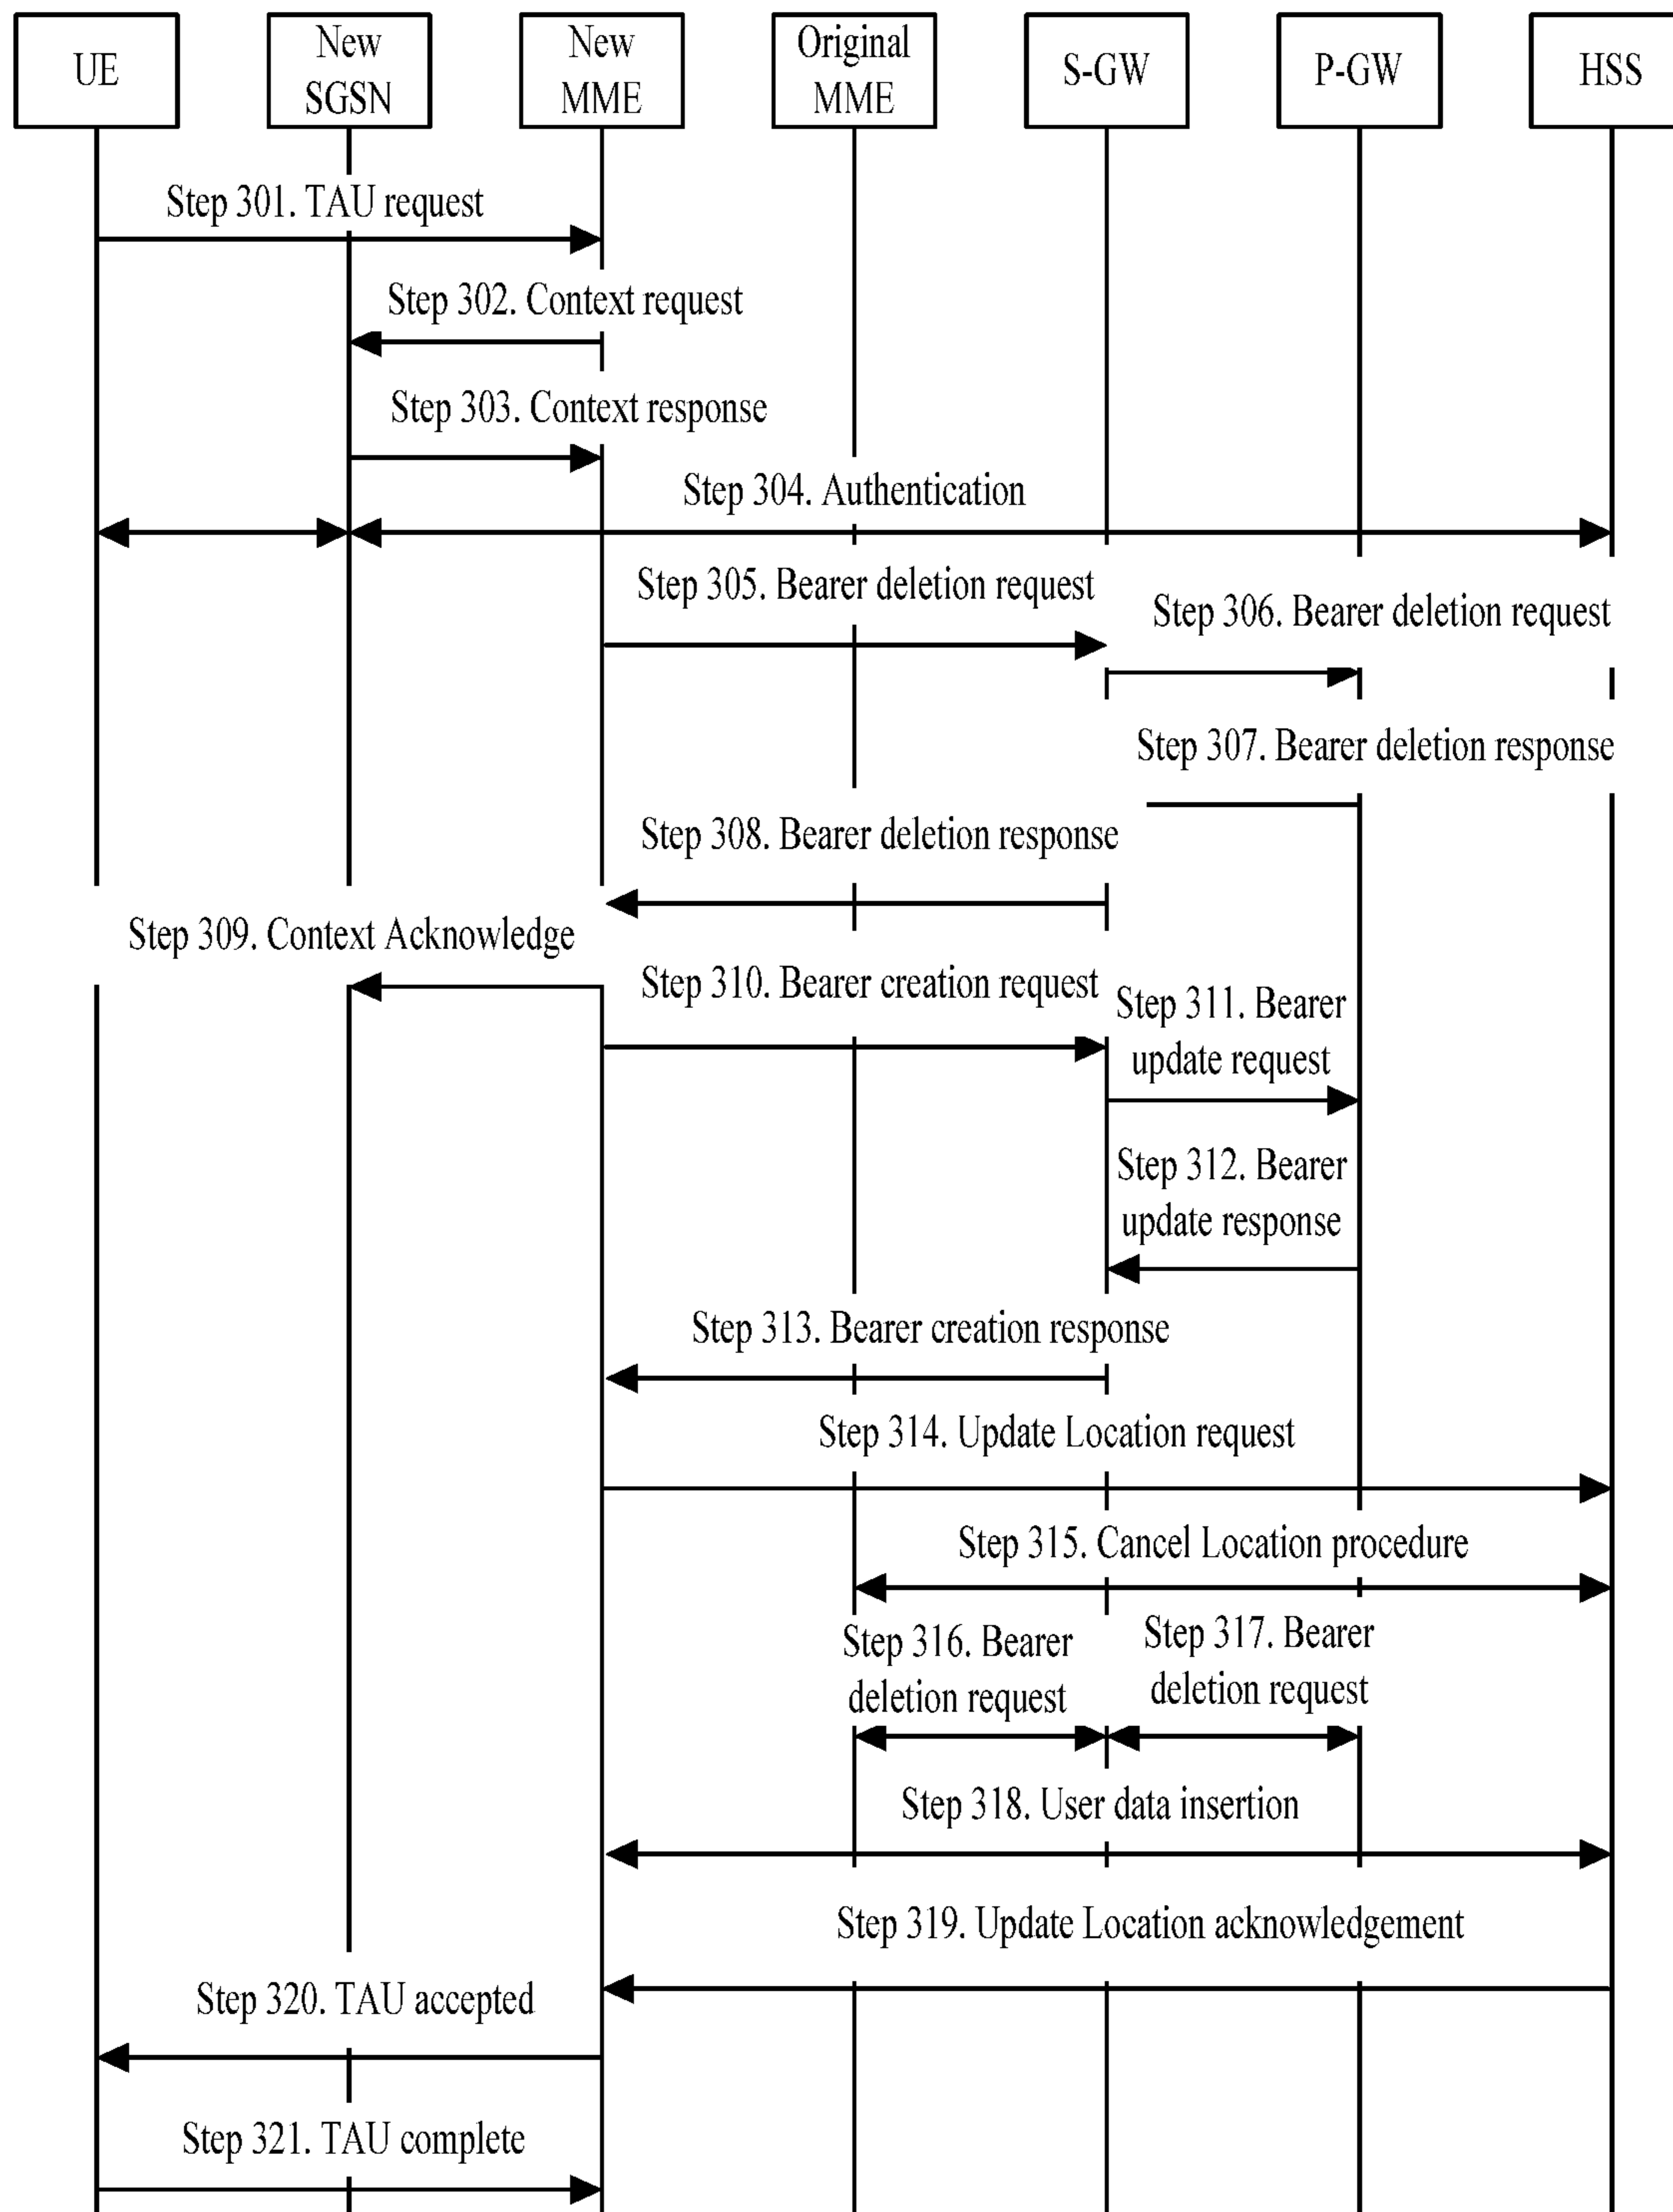 UE
New
SGSN
New
MME
Original
MME
S-GW
P-GW
HSS
Step 301. TAU request
Step 302. Context request
Step 303. Context response
Step 304. Authentication
Step 305. Bearer deletion request
Step 306. Bearer deletion request
Step 307. Bearer deletion response
Step 308. Bearer deletion response
Step 309. Context Acknowledge
Step 310. Bearer creation request
Step 311. Bearer
update request
Step 312. Bearer
update response
Step 313. Bearer creation response
Step 314. Update Location request
Step 315. Cancel Location procedure
Step 316. Bearer
deletion request
Step 317. Bearer
deletion request
Step 318. User data insertion
Step 319. Update Location acknowledgement
Step 320. TAU accepted
Step 321. TAU complete